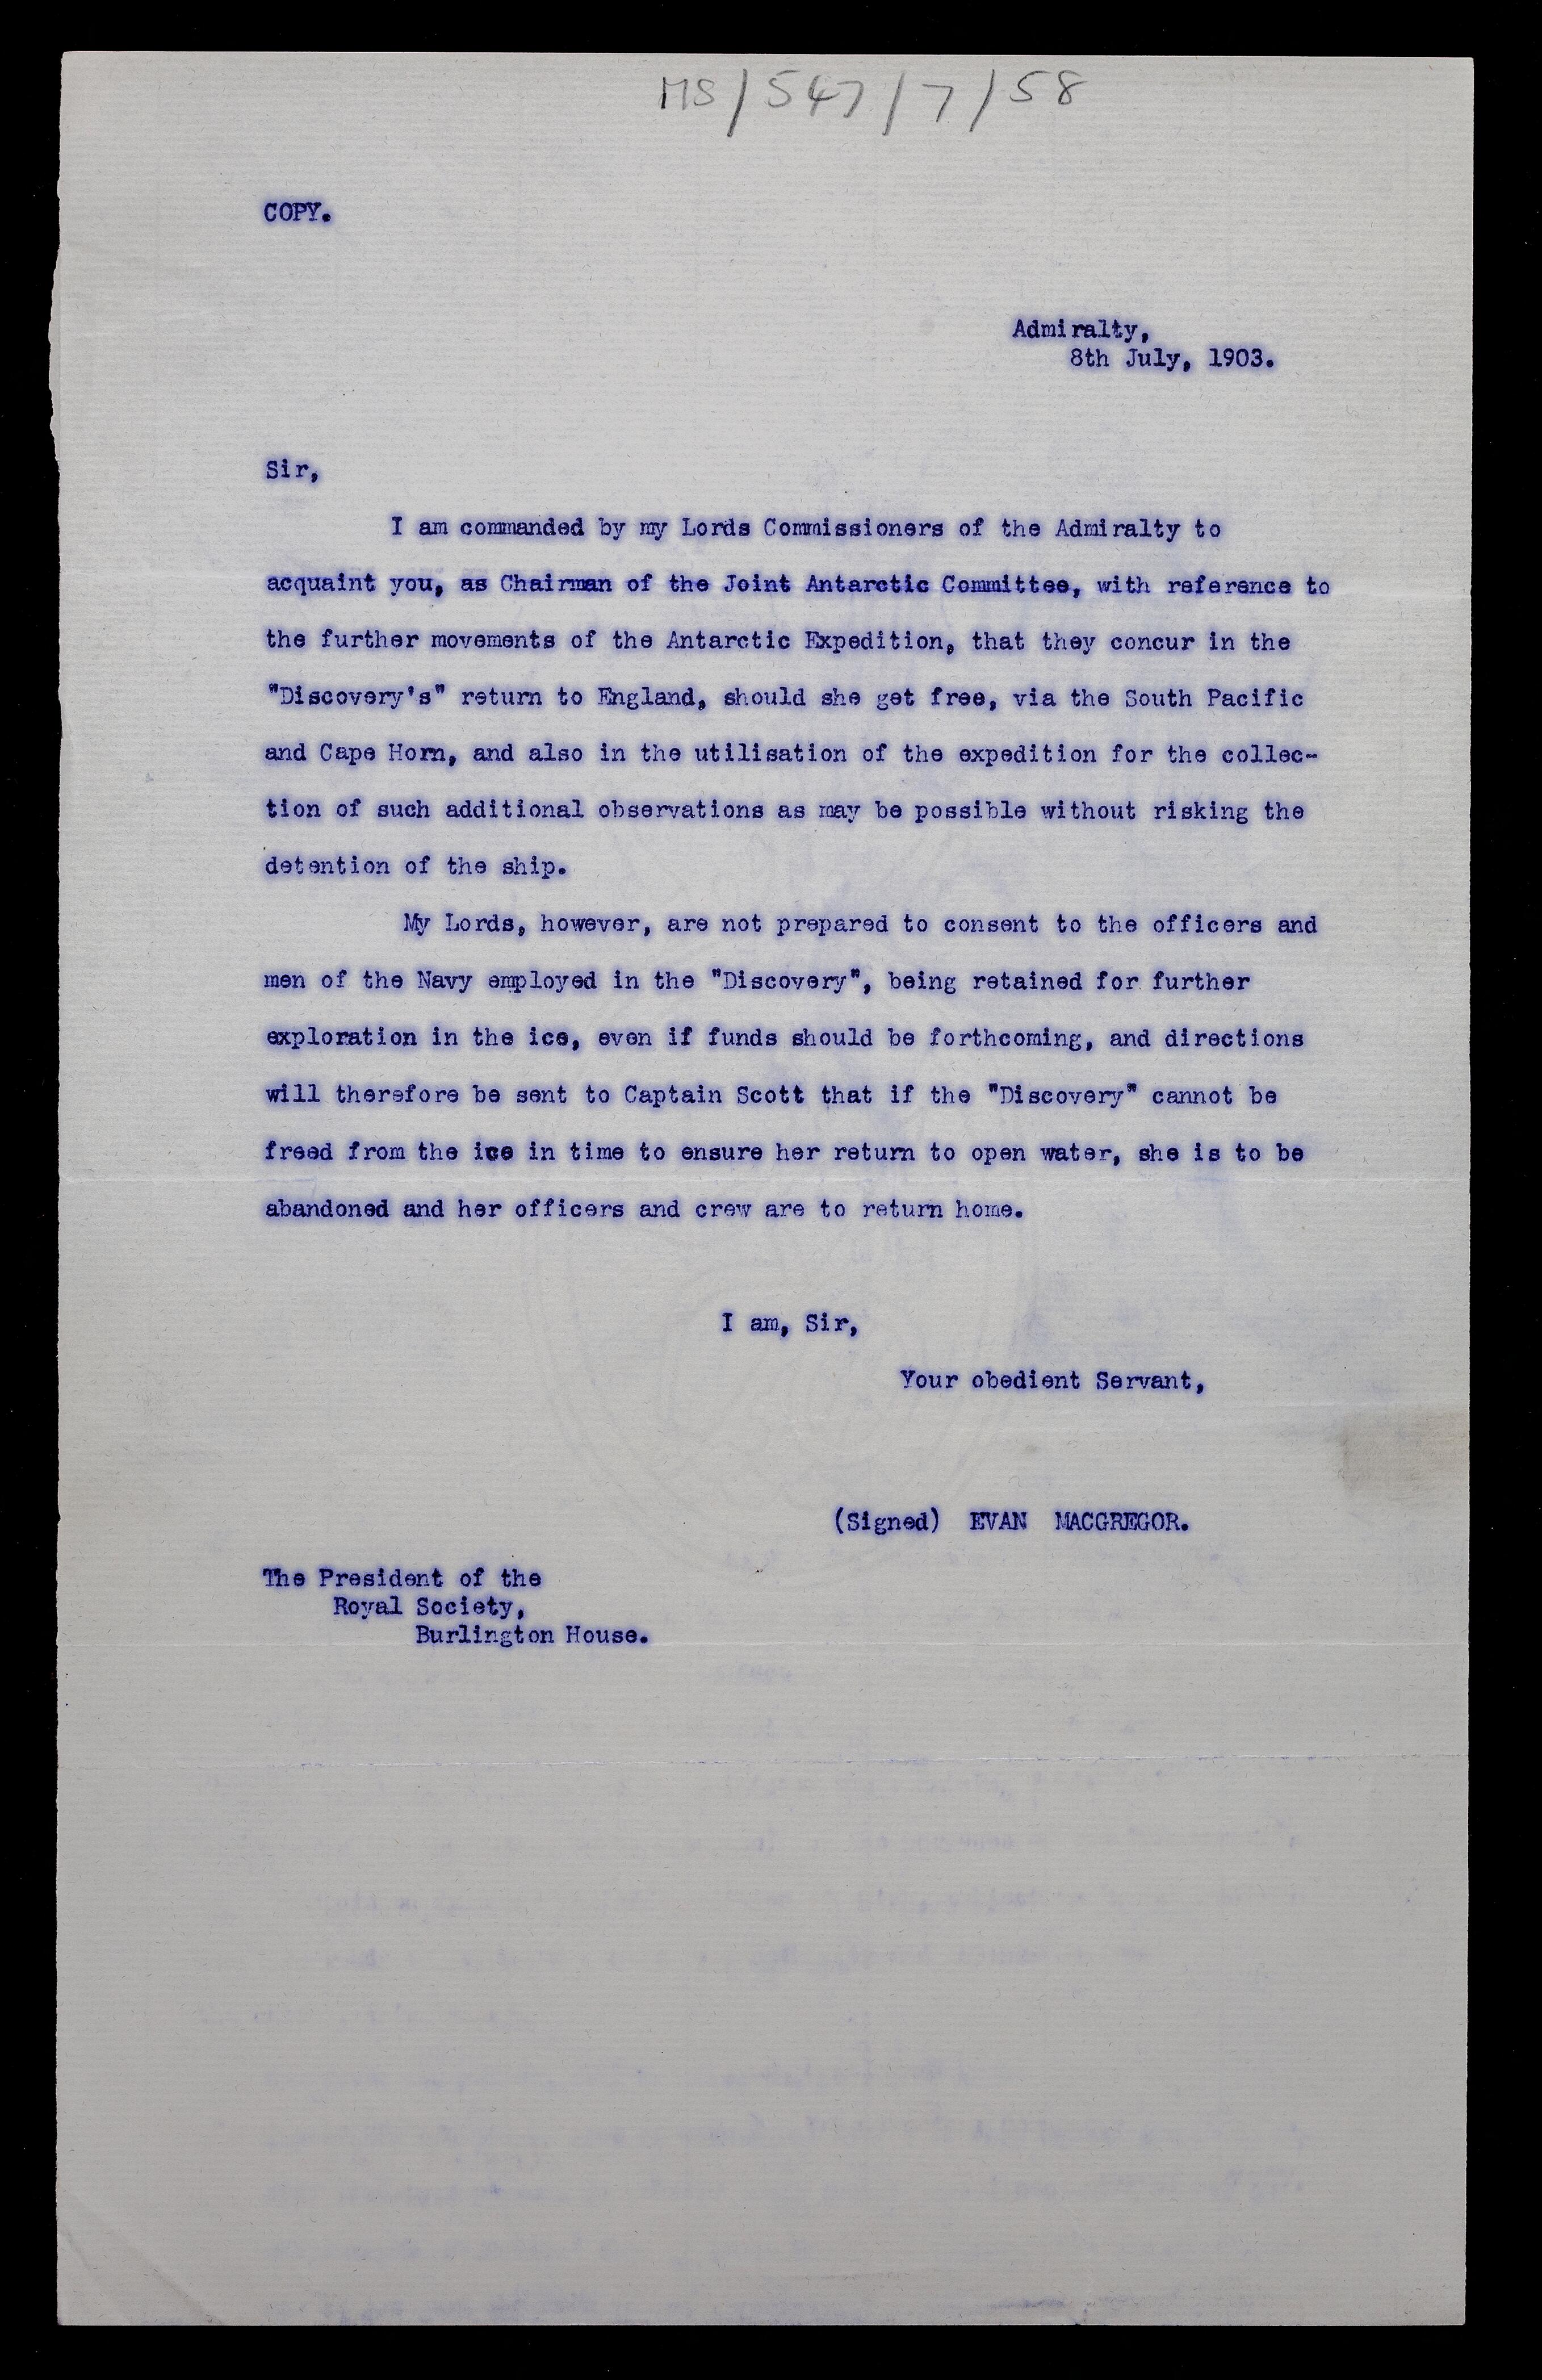 MS/547/7/58
COPY.
Admiralty,
8th July, 1903.
Sir,
I am commanded by my Lords Commissioners of the Admiralty to
acquaint you, as Chairman of the Joint Antarctic Committee, with reference to
the further movements of the Antarctic Expedition, that they concur in the
"Discovery's" return to England, should she get free, via the South Pacific
and Cape Horn, and also in the utilisation of the expedition for the collec-
tion of such additional observations as may be possible without risking the
detention of the ship.
My Lords, however, are not prepared to consent to the officers and
men of the Navy employed in the "Discovery", being retained for further
exploration in the ice, even if funds should be forthcoming, and directions
will therefore be sent to Captain Scott that if the "Discovery" cannot be
freed from the ice in time to ensure her return to open water, she is to be
abandoned and her officers and crew are to return home.
I am, Sir,
Your obedient Servant,
(Signed) EVAN MACGREGOR.
The President of the
Royal Society,
Burlington House.